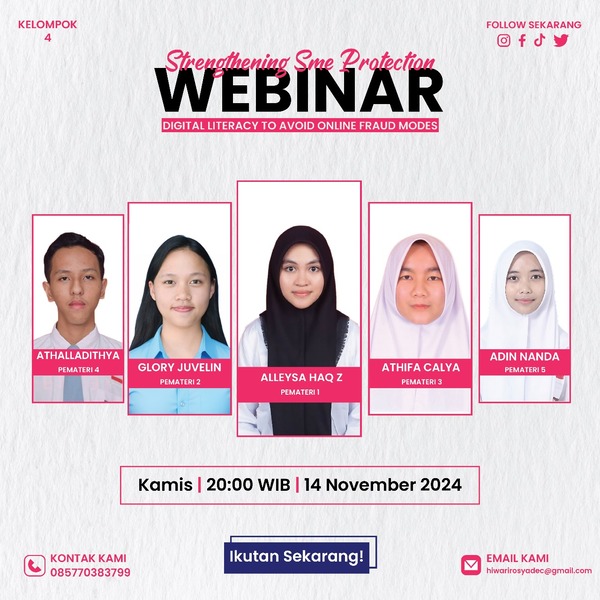 KELOMPOK
4
FOLLOW SEKARANG
Strengthening Sme Protection
WEBINAR
DIGITAL LITERACY TO AVOID ONLINE FRAUD MODES
ATHALLADITHYA
PEMATERI 4
GLORY JUVELIN
PEMATERI 2
ALLEYSA HAQ Z
PEMATERI 1
ATHIFA CALYA
PEMATERI 3
ADIN NANDA
PEMATERI 5
Kamis | 20:00 WIB | 14 November 2024
Ikutan Sekarang!
KONTAK KAMI
085770383799
EMAIL KAMI
hiwarirosyadec@gmail.com